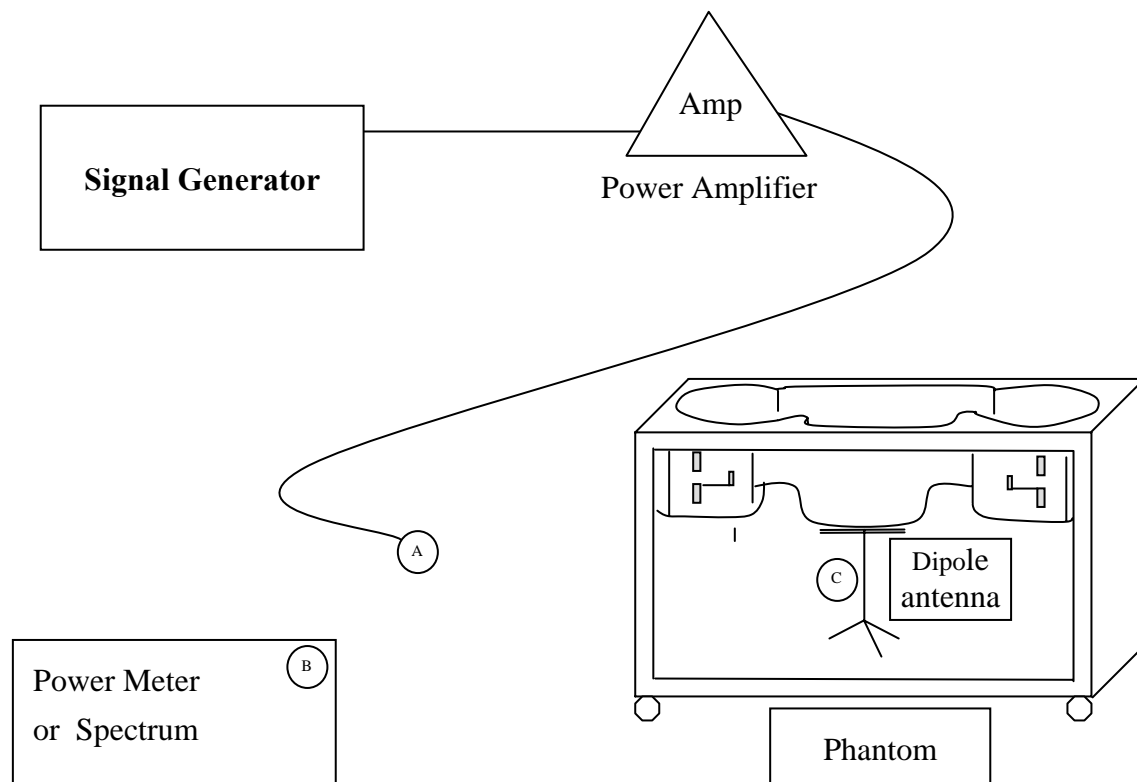 Amp
Signal Generator
Power Amplifier
A
C
Dipole
antenna
B
Power Meter
or Spectrum
Phantom